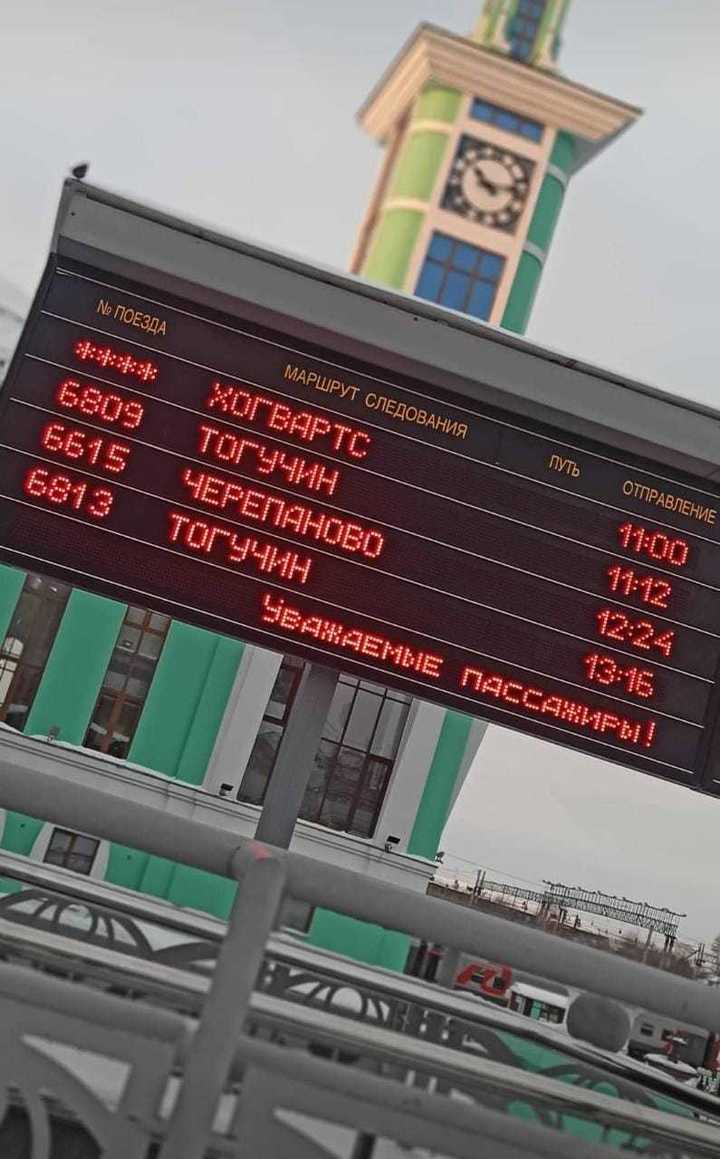 № ПОЕЗДА МАРШРУТ СЛЕДОВАНИЯ ПУТЬ ОТПРАВЛЕНИЕ
**** ХОГВАРТС 11:00
6809 ТОГУЧИН 11:12
6615 ЧЕРЕПАНОВО 12:24
6813 ТОГУЧИН 13:16
Уважаемые пассажиры!